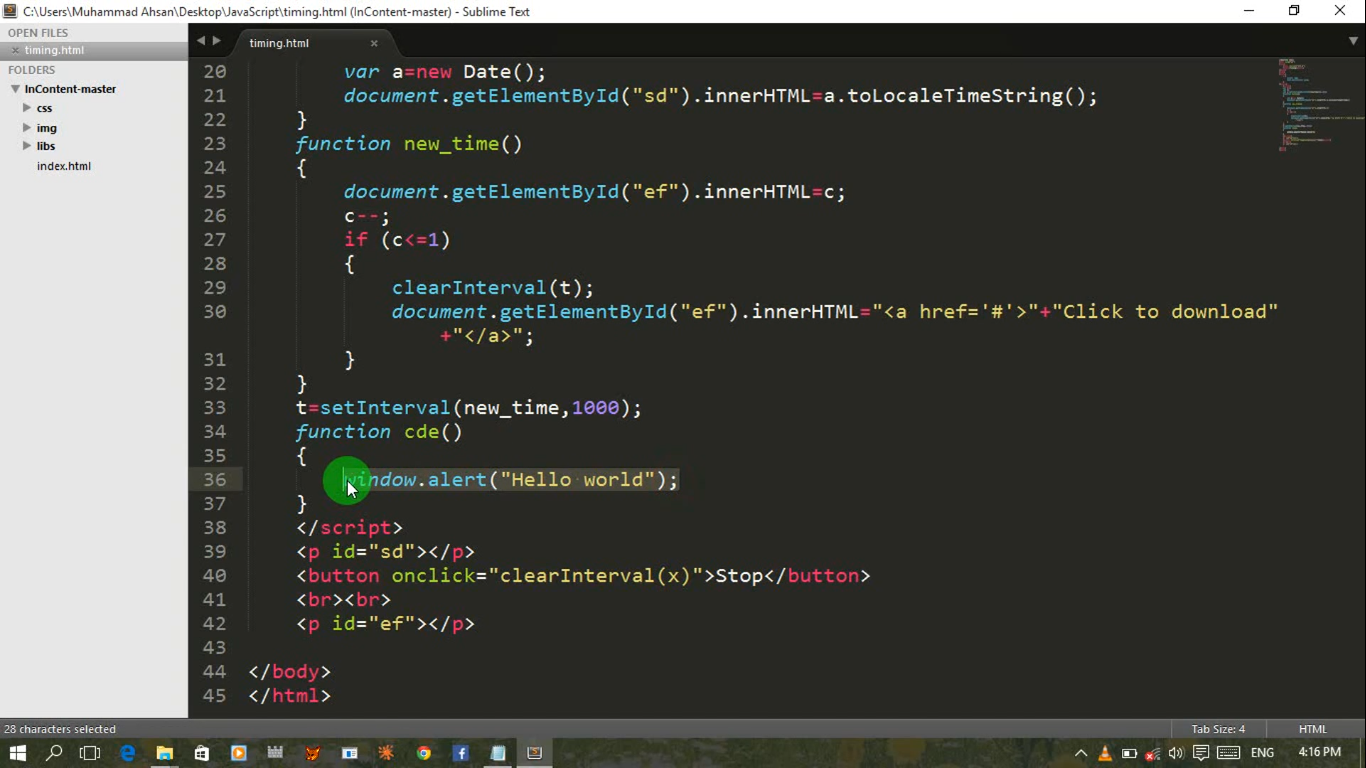 C:\Users\Muhammad Ahsan\Desktop\JavaScript\timing.html (InContent-master) - Sublime Text
OPEN FILES
timing.html
FOLDERS
InContent-master
css
img
libs
index.html
timing.html
20 var a=new Date();
21 document.getElementById("sd").innerHTML=a.toLocaleTimeString();
22 }
23 function new_time()
24 {
25 document.getElementById("ef").innerHTML=c;
26 c--;
27 if (c<=1)
28 {
29 clearInterval(t);
30 document.getElementById("ef").innerHTML="<a href='#'>"+"Click to download"
+"</a>";
31 }
32 }
33 t=setInterval(new_time,1000);
34 function cde()
35 {
36 window.alert("Hello world");
37 }
38 </script>
39 <p id="sd"></p>
40 <button onclick="clearInterval(x)">Stop</button>
41 <br><br>
42 <p id="ef"></p>
43
44 </body>
45 </html>
28 characters selected
Tab Size: 4
HTML
ENG
4:16 PM